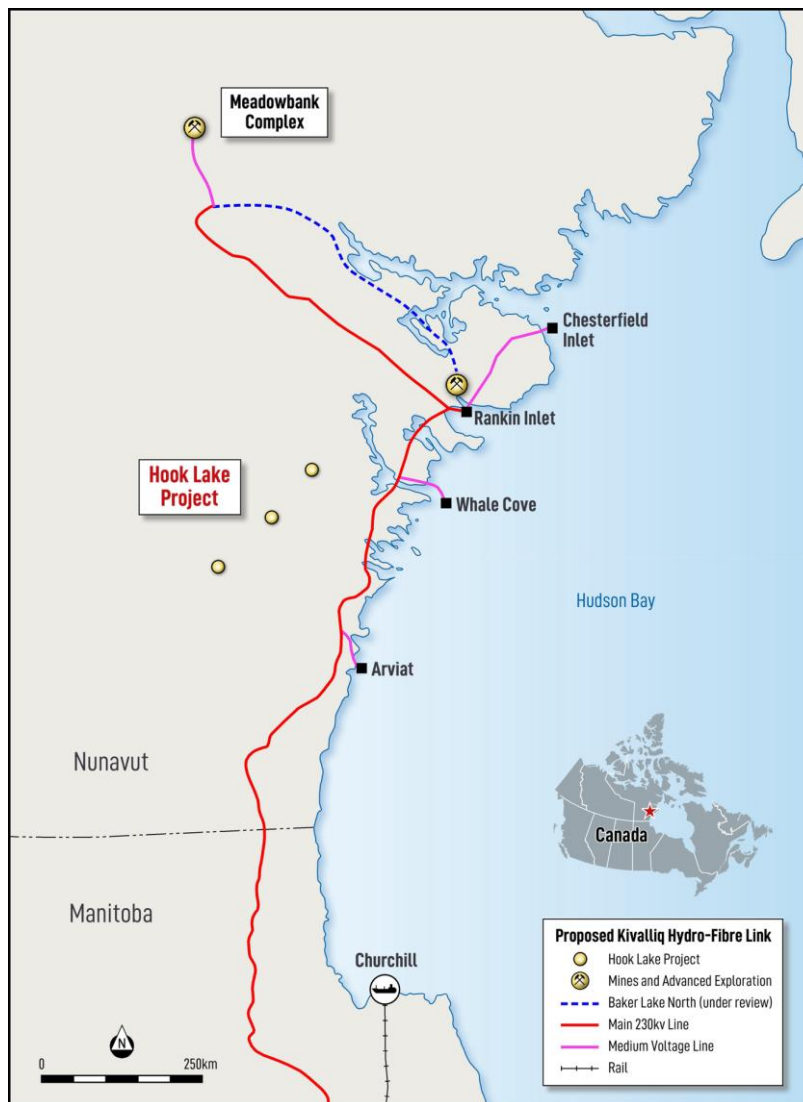 Meadowbank
Complex
Chesterfield
Inlet
Rankin Inlet
Hook Lake
Project
Whale Cove
Hudson Bay
Arviat
Nunavut
Canada
Manitoba
Churchill
N
0
250km
Proposed Kivalliq Hydro-Fibre Link
Hook Lake Project
Mines and Advanced Exploration
Baker Lake North (under review)
Main 230kv Line
Medium Voltage Line
Rail